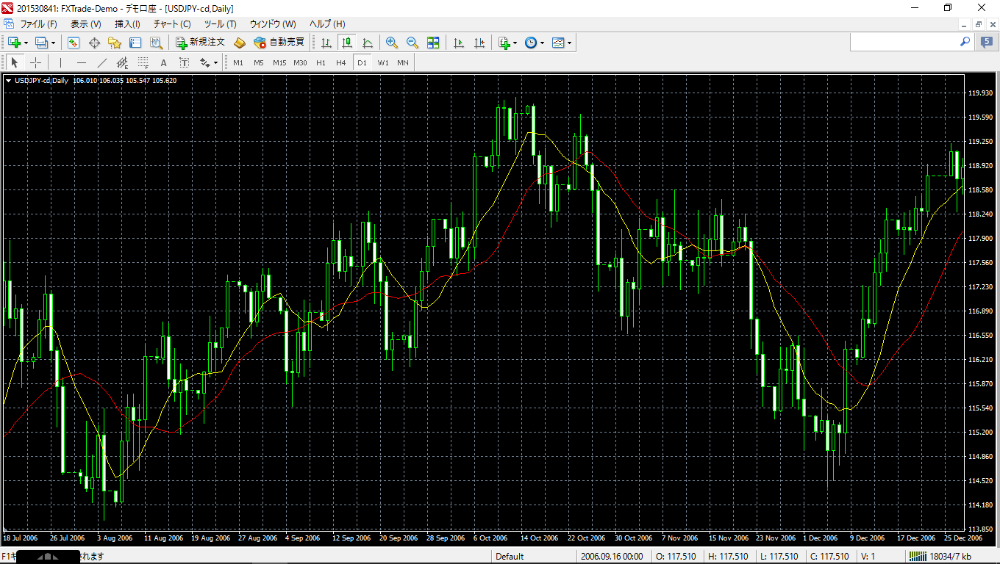 201530841: FXTrade-Demo - デモ口座 - [USDJPY-cd,Daily]
ファイル (F) 表示 (V) 挿入(I) チャート (C) ツール (T) ウィンドウ (W) ヘルプ (H)
新規注文 自動売買 5
A T M1 M5 M15 M30 H1 H4 D1 W1 MN
USDJPY-cd,Daily 106.010 106.035 105.547 105.620
119.930
119.590
119.250
118.920
118.580
118.240
117.900
117.560
117.230
116.890
116.550
116.210
115.870
115.540
115.200
114.860
114.520
114.180
113.850
18 Jul 2006 26 Jul 2006 3 Aug 2006 11 Aug 2006 19 Aug 2006 27 Aug 2006 4 Sep 2006 12 Sep 2006 20 Sep 2006 28 Sep 2006 6 Oct 2006 14 Oct 2006 22 Oct 2006 30 Oct 2006 7 Nov 2006 15 Nov 2006 23 Nov 2006 1 Dec 2006 9 Dec 2006 17 Dec 2006 25 Dec 2006
F1キ れます Default 2006.09.16 00:00 O: 117.510 H: 117.510 L: 117.510 C: 117.510 V: 1 18034/7 kb